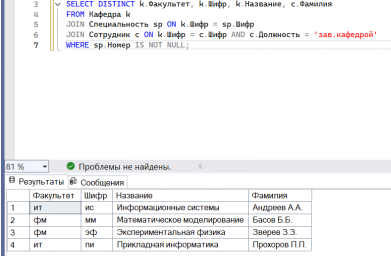 3 SELECT DISTINCT k.Факультет, k.Шифр, k.Название, c.Фамилия
4 FROM Кафедра k
5 JOIN Специальность sp ON k.Шифр = sp.Шифр
6 JOIN Сотрудник c ON k.Шифр = c.Шифр AND c.Должность = 'зав.кафедрой'
7 WHERE sp.Номер IS NOT NULL;
81 % Проблемы не найдены.
Результаты Сообщения
Факультет Шифр Название Фамилия
1 ит ис Информационные системы Андреев А.А.
2 фм мм Математическое моделирование Басов Б.Б.
3 фм эф Экспериментальная физика Зверев З.З.
4 ит пи Прикладная информатика Прохоров П.П.